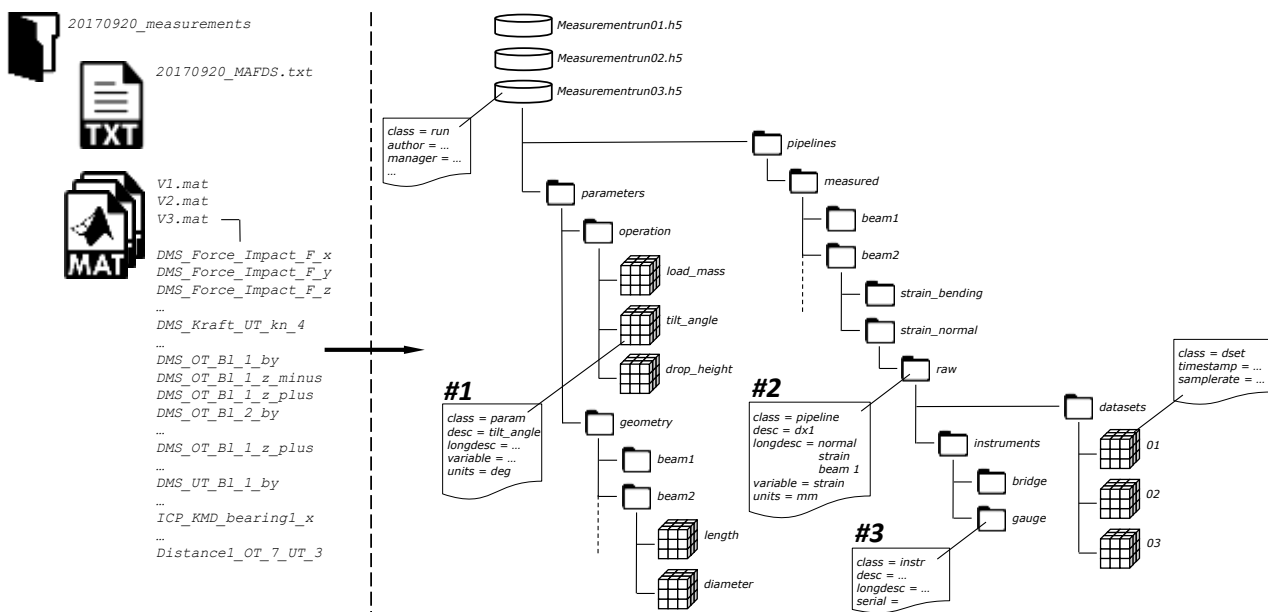 20170920_measurements
20170920_MAFDS.txt
TXT
V1.mat
V2.mat
V3.mat
MAT
DMS_Force_Impact_F_x
DMS_Force_Impact_F_y
DMS_Force_Impact_F_z
…
DMS_Kraft_UT_kn_4
…
DMS_OT_Bl_1_by
DMS_OT_Bl_1_z_minus
DMS_OT_Bl_1_z_plus
DMS_OT_Bl_2_by
…
DMS_OT_Bl_1_z_plus
…
DMS_UT_Bl_1_by
…
ICP_KMD_bearing1_x
…
Distance1_OT_7_UT_3
Measurementrun01.h5
Measurementrun02.h5
Measurementrun03.h5
class = run
author = …
manager = …
…
parameters
operation
load_mass
tilt_angle
drop_height
#1
class = param
desc = tilt_angle
longdesc = …
variable = …
units = deg
geometry
beam1
beam2
length
diameter
pipelines
measured
beam1
beam2
strain_bending
strain_normal
raw
#2
class = pipeline
desc = dx1
longdesc = normal
strain
beam 1
variable = strain
units = mm
instruments
bridge
gauge
#3
class = instr
desc = …
longdesc = …
serial =
datasets
class = dset
timestamp = …
samplerate = …
01
02
03